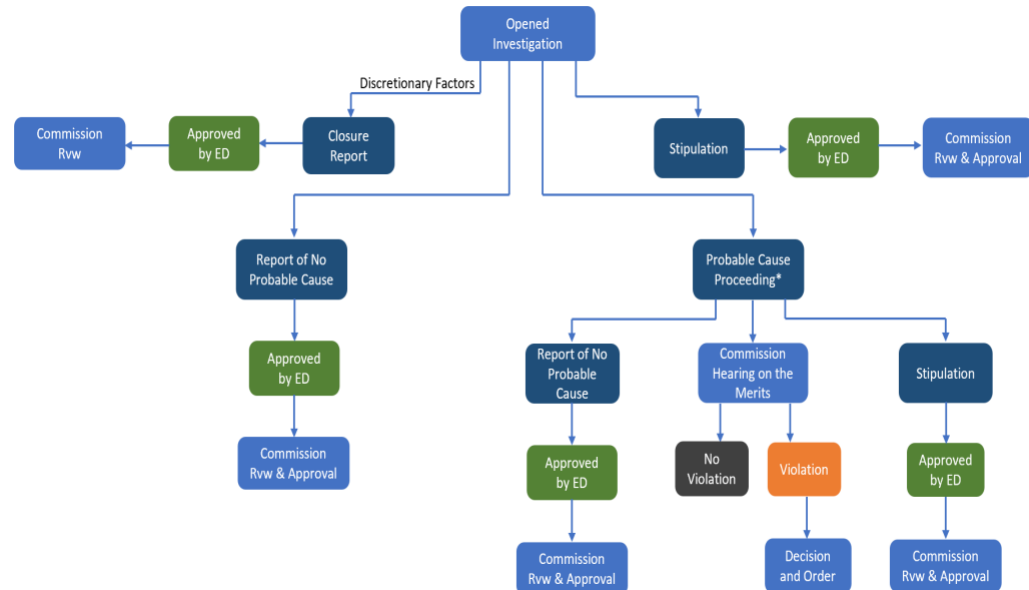 Opened
Investigation
Discretionary Factors
Commission
Rvw
Approved
by ED
Closure
Report
Stipulation
Approved
by ED
Commission
Rvw & Approval
Report of No
Probable Cause
Probable Cause
Proceeding*
Approved
by ED
Report of No
Probable
Cause
Commission
Hearing on the
Merits
Stipulation
Commission
Rvw & Approval
Approved
by ED
No
Violation
Violation
Approved
by ED
Commission
Rvw & Approval
Decision
and Order
Commission
Rvw & Approval